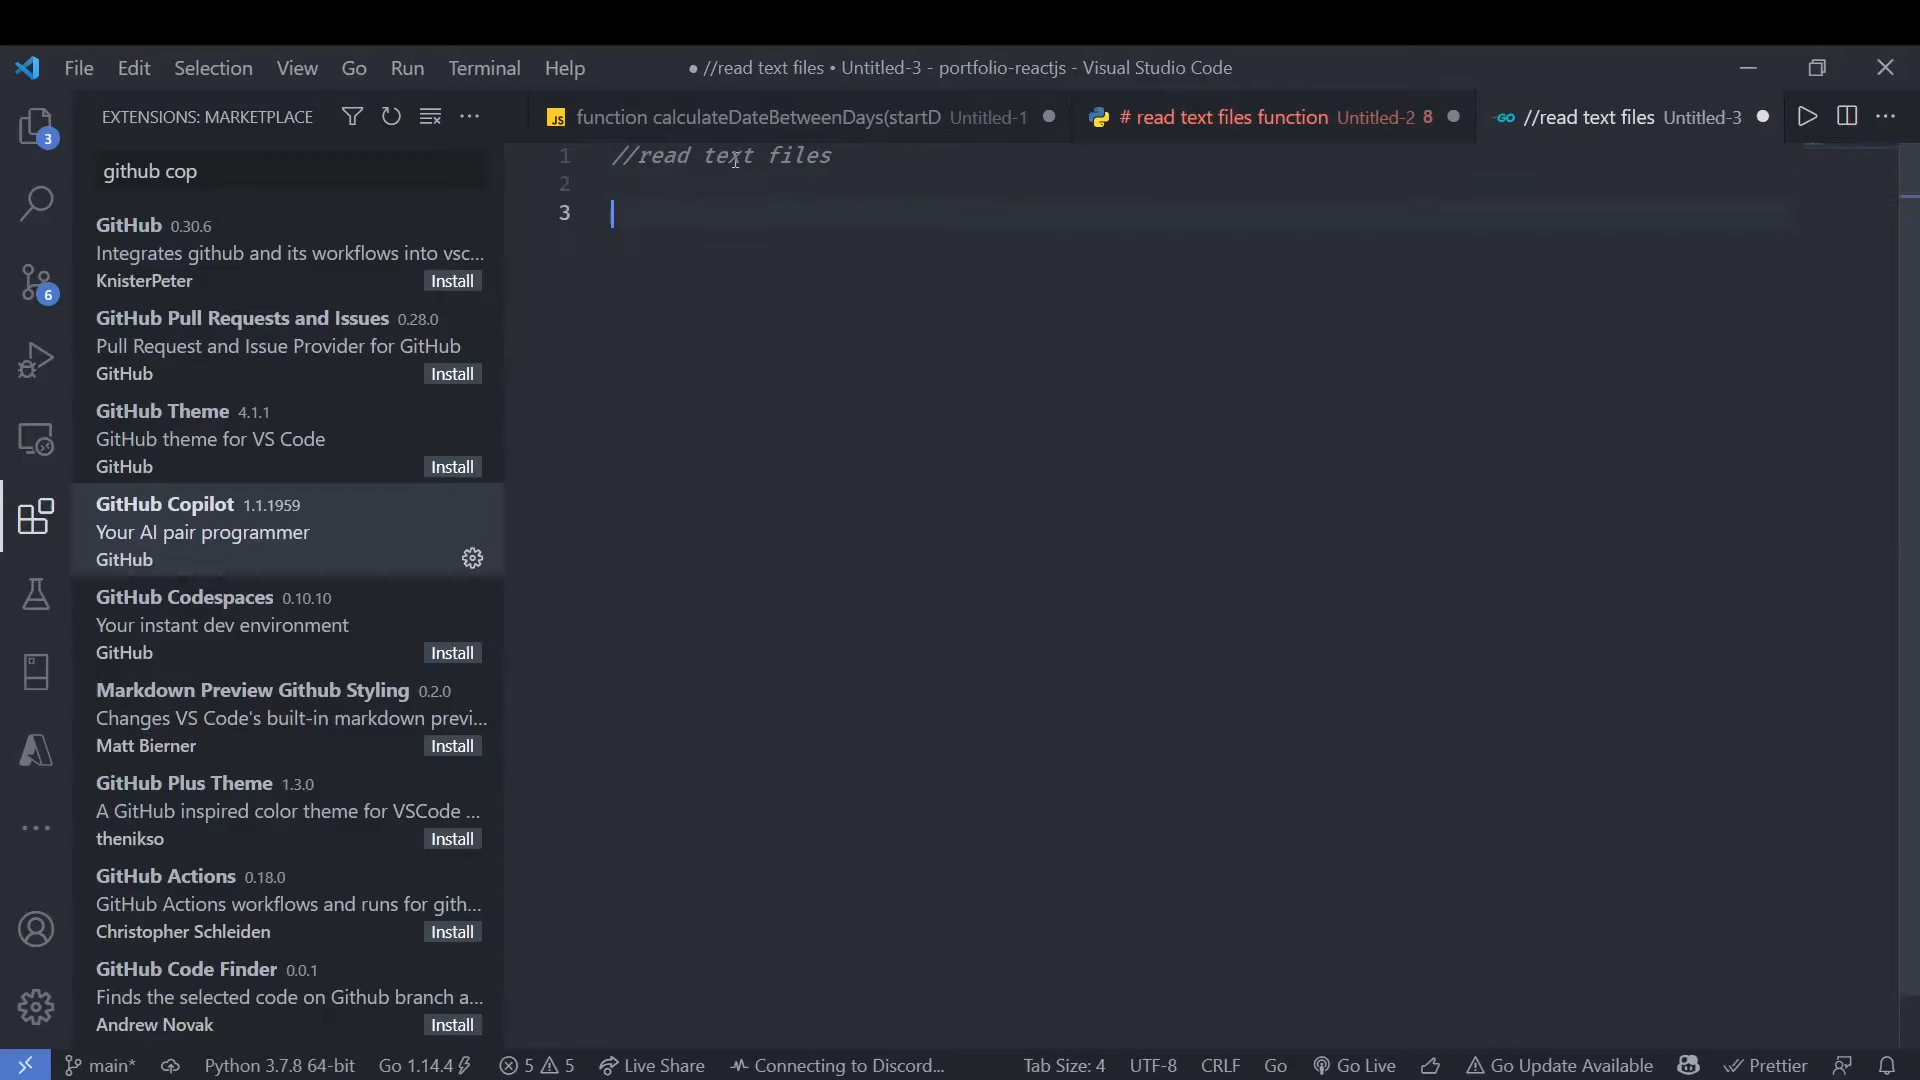 File Edit Selection View Go Run Terminal Help
● //read text files • Untitled-3 - portfolio-reactjs - Visual Studio Code
EXTENSIONS: MARKETPLACE
JS function calculateDateBetweenDays(startD Untitled-1
# read text files function Untitled-2 8
GO //read text files Untitled-3
3
6
github cop
GitHub 0.30.6
Integrates github and its workflows into vsc...
KnisterPeter Install
GitHub Pull Requests and Issues 0.28.0
Pull Request and Issue Provider for GitHub
GitHub Install
GitHub Theme 4.1.1
GitHub theme for VS Code
GitHub Install
GitHub Copilot 1.1.1959
Your AI pair programmer
GitHub
GitHub Codespaces 0.10.10
Your instant dev environment
GitHub Install
Markdown Preview Github Styling 0.2.0
Changes VS Code's built-in markdown previ...
Matt Bierner Install
GitHub Plus Theme 1.3.0
A GitHub inspired color theme for VSCode ...
thenikso Install
GitHub Actions 0.18.0
GitHub Actions workflows and runs for gith...
Christopher Schleiden Install
GitHub Code Finder 0.0.1
Finds the selected code on Github branch a...
Andrew Novak Install
1 //read text files
2
3
main* Python 3.7.8 64-bit Go 1.14.4 5 5 Live Share Connecting to Discord... Tab Size: 4 UTF-8 CRLF Go Go Live Go Update Available Prettier